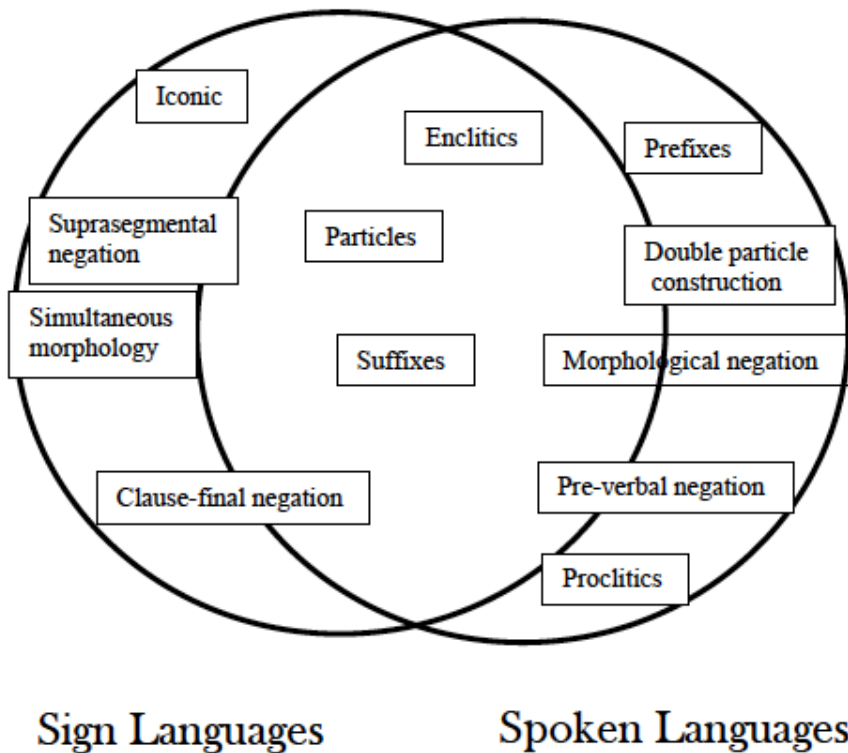 Iconic
Enclitics
Prefixes
Suprasegmental
negation
Particles
Double particle
construction
Simultaneous
morphology
Suffixes
Morphological negation
Clause-final negation
Pre-verbal negation
Proclitics
Sign Languages
Spoken Languages